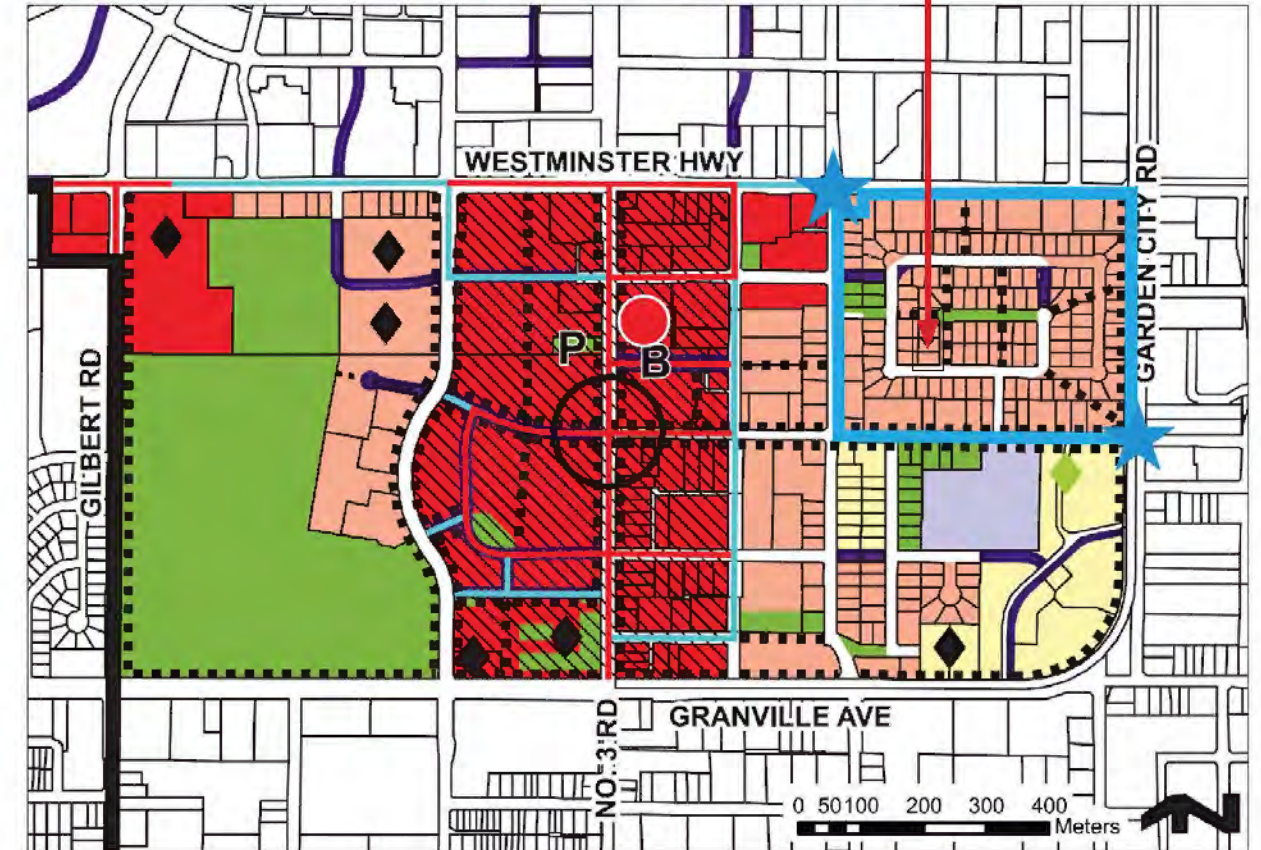 WESTMINSTER HWY
GARDEN CITY RD
P
B
GILBERT RD
GRANVILLE AVE
NO. 3 RD
0 50 100 200 300 400
Meters
N